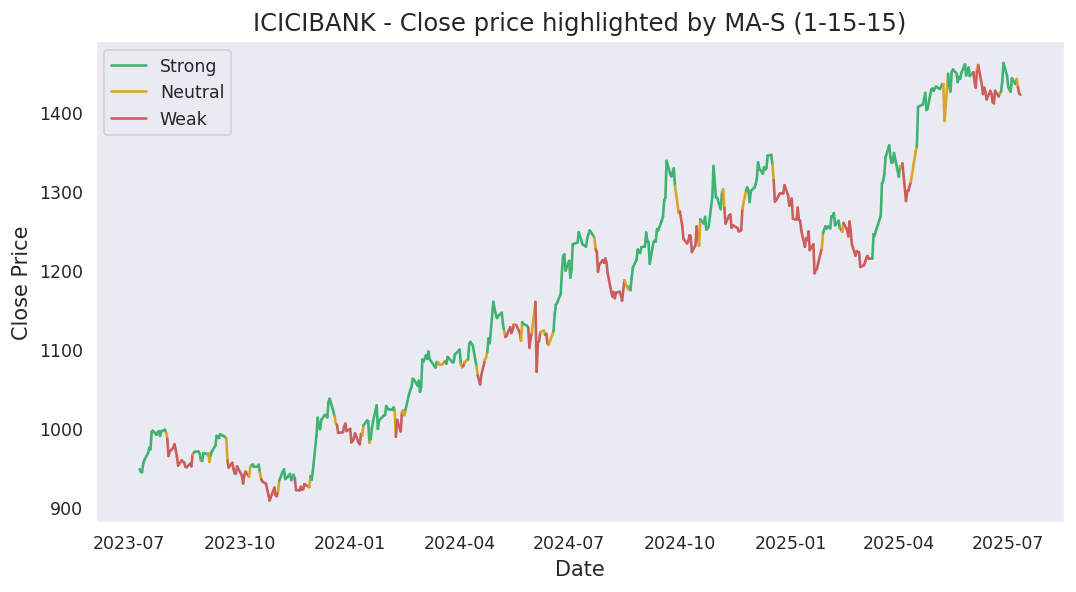 ICICIBANK - Close price highlighted by MA-S (1-15-15)
Strong
Neutral
Weak
Close Price
1400
1300
1200
1100
1000
900
2023-07 2023-10 2024-01 2024-04 2024-07 2024-10 2025-01 2025-04 2025-07
Date